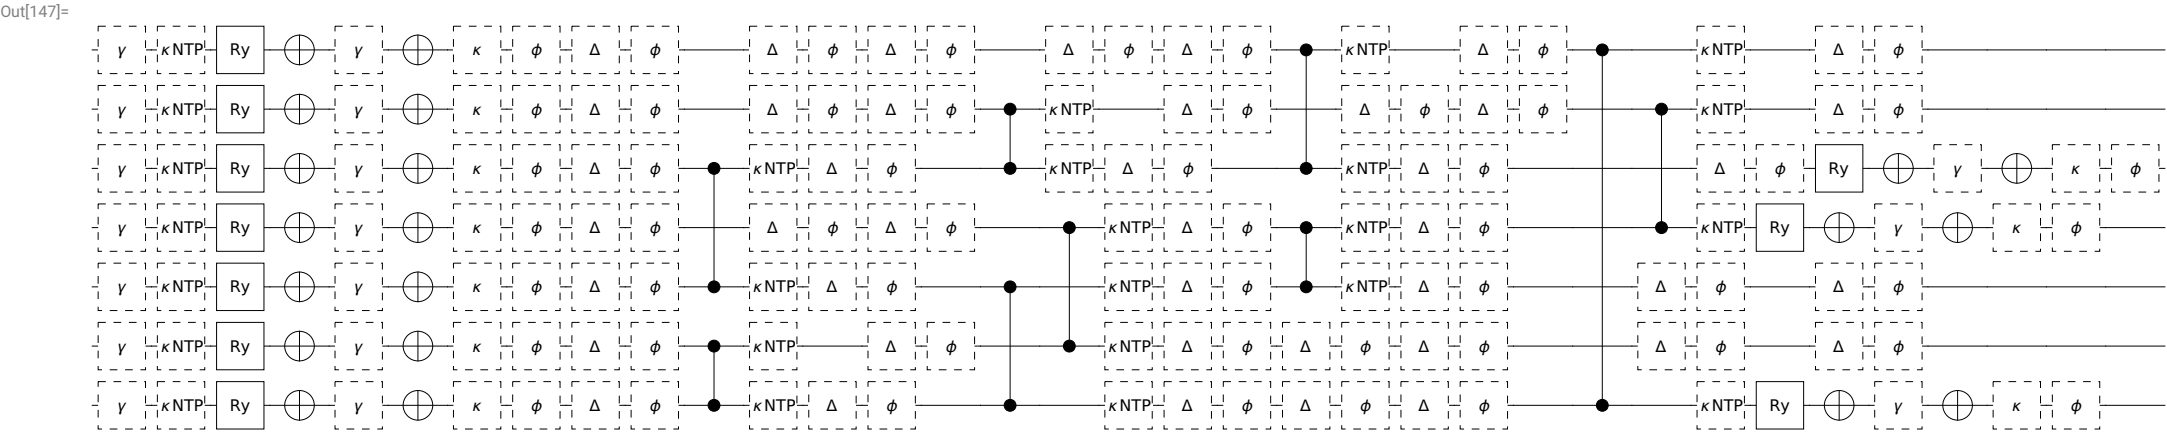 Out[147]=
γ κNTP Ry γ κ ϕ Δ ϕ Δ ϕ Δ ϕ Δ ϕ Δ ϕ κNTP Δ ϕ κNTP Δ ϕ
γ κNTP Ry γ κ ϕ Δ ϕ Δ ϕ Δ ϕ κNTP Δ ϕ Δ ϕ Δ ϕ κNTP Δ ϕ
γ κNTP Ry γ κ ϕ Δ ϕ κNTP Δ ϕ κNTP Δ ϕ κNTP Δ ϕ Δ ϕ Ry γ κ ϕ
γ κNTP Ry γ κ ϕ Δ ϕ Δ ϕ Δ ϕ κNTP Δ ϕ κNTP Δ ϕ κNTP Ry γ κ ϕ
γ κNTP Ry γ κ ϕ Δ ϕ κNTP Δ ϕ κNTP Δ ϕ κNTP Δ ϕ Δ ϕ Δ ϕ
γ κNTP Ry γ κ ϕ Δ ϕ κNTP Δ ϕ κNTP Δ ϕ Δ ϕ Δ ϕ Δ ϕ Δ ϕ
γ κNTP Ry γ κ ϕ Δ ϕ κNTP Δ ϕ κNTP Δ ϕ Δ ϕ Δ ϕ κNTP Ry γ κ ϕ